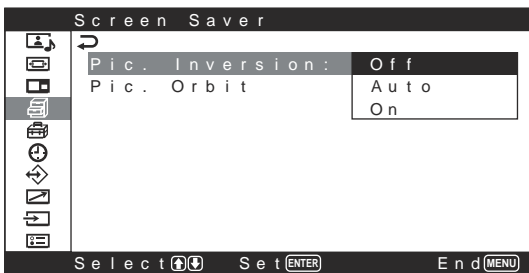 Screen Saver
Pic. Inversion: Off
Pic. Orbit Auto
On
Select Set ENTER End MENU